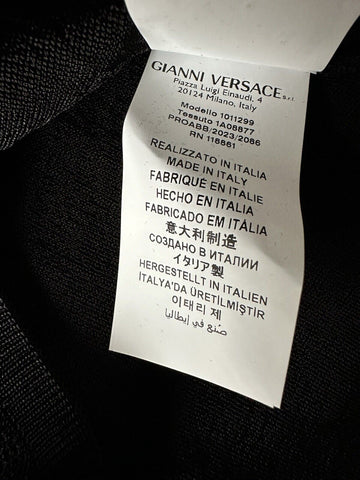 GIANNI VERSACE S.r.l.
Piazza Luigi Einaudi, 4
20124 Milano, Italy
Modello 1011299
Tessuto 1A08877
PROABB/2023/2086
RN 116861
REALIZZATO IN ITALIA
MADE IN ITALY
FABRIQUÉ EN ITALIE
HECHO EN ITALIA
FABRICADO EM ITÁLIA
意大利制造
СОЗДАНО В ИТАЛИИ
イタリア製
HERGESTELLT IN ITALIEN
İTALYA'DA ÜRETİLMİŞTİR
이태리 제
صنع في إيطاليا